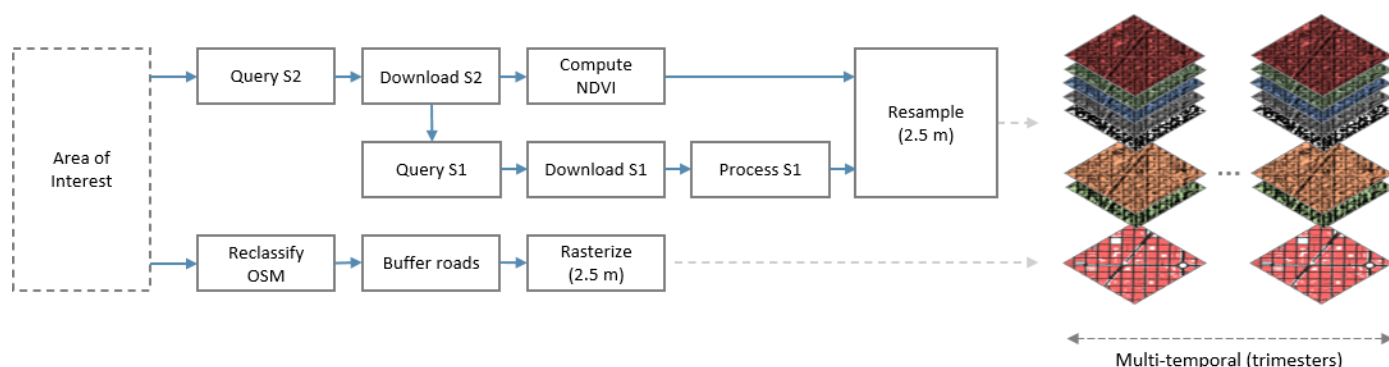 Area of
Interest
Query S2
Download S2
Compute
NDVI
Query S1
Download S1
Process S1
Resample
(2.5 m)
Reclassify
OSM
Buffer roads
Rasterize
(2.5 m)
...
Multi-temporal (trimesters)